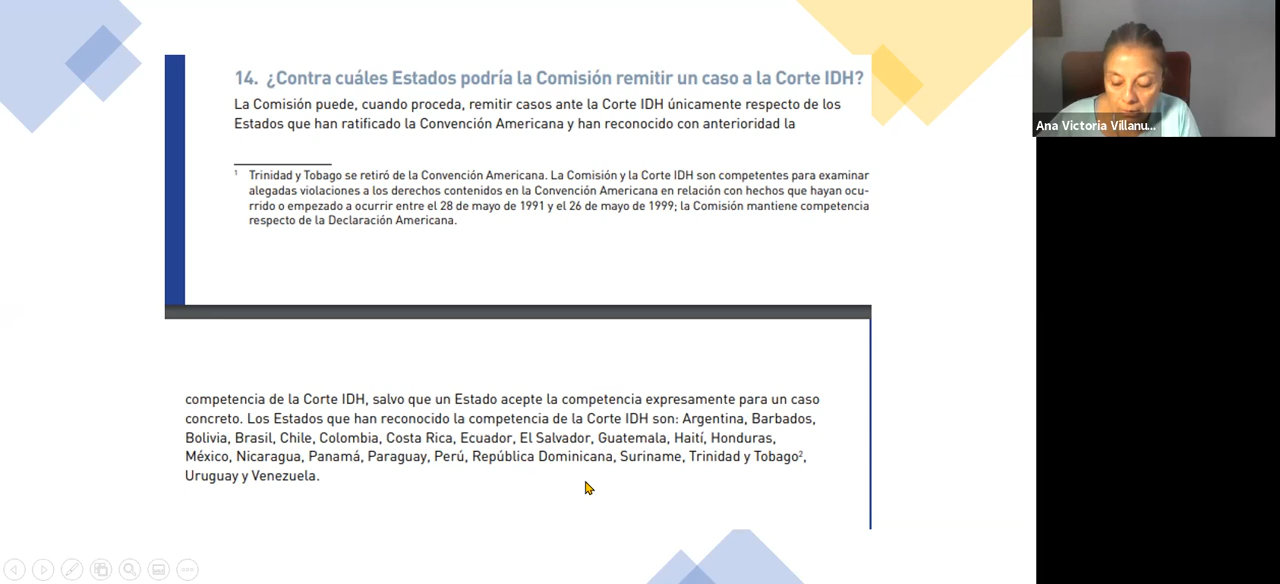 14. ¿Contra cuáles Estados podría la Comisión remitir un caso a la Corte IDH?
La Comisión puede, cuando proceda, remitir casos ante la Corte IDH únicamente respecto de los
Estados que han ratificado la Convención Americana y han reconocido con anterioridad la
1 Trinidad y Tobago se retiró de la Convención Americana. La Comisión y la Corte IDH son competentes para examinar
alegadas violaciones a los derechos contenidos en la Convención Americana en relación con hechos que hayan ocu-
rrido o empezado a ocurrir entre el 28 de mayo de 1991 y el 26 de mayo de 1999; la Comisión mantiene competencia
respecto de la Declaración Americana.
competencia de la Corte IDH, salvo que un Estado acepte la competencia expresamente para un caso
concreto. Los Estados que han reconocido la competencia de la Corte IDH son: Argentina, Barbados,
Bolivia, Brasil, Chile, Colombia, Costa Rica, Ecuador, El Salvador, Guatemala, Haití, Honduras,
México, Nicaragua, Panamá, Paraguay, Perú, República Dominicana, Suriname, Trinidad y Tobago²,
Uruguay y Venezuela.
Ana Victoria Villanu...